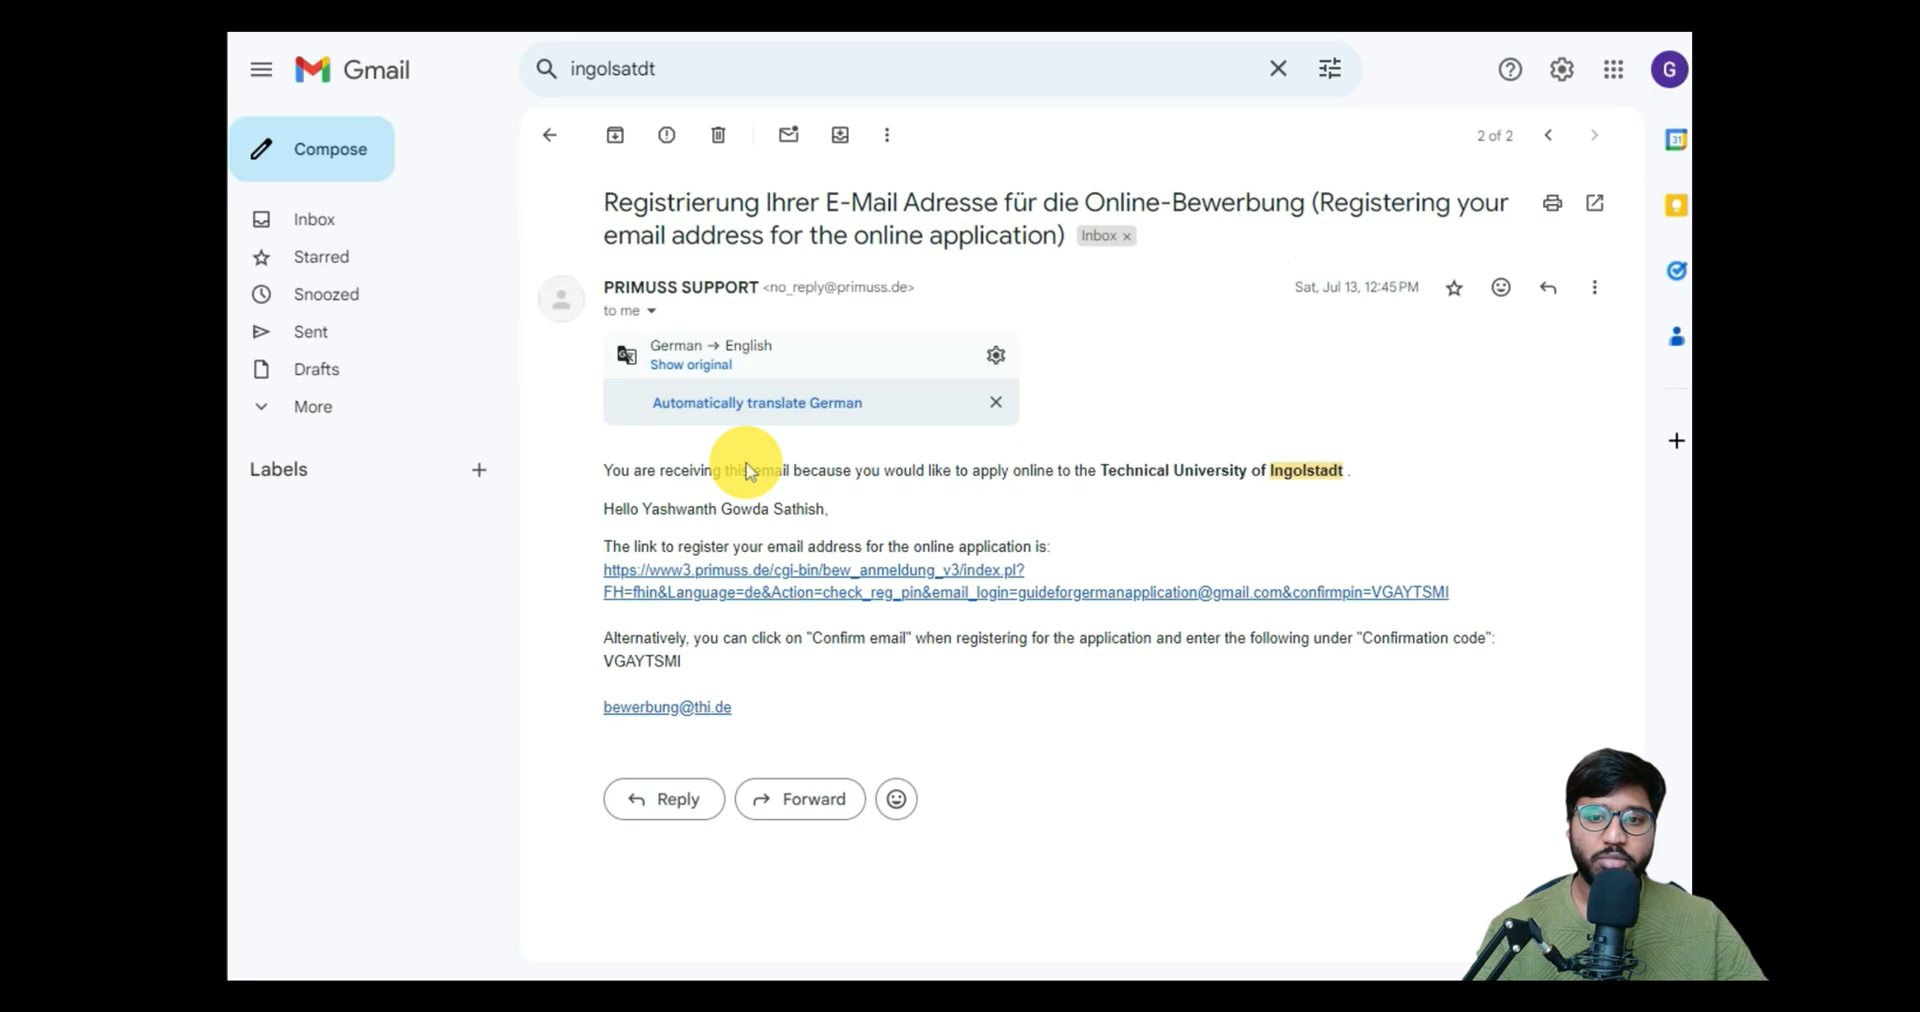 Gmail
ingolsatdt
G
Compose
2 of 2
31
Registrierung Ihrer E-Mail Adresse für die Online-Bewerbung (Registering your
email address for the online application) Inbox ×
Inbox
Starred
PRIMUSS SUPPORT <no_reply@primuss.de>
Sat, Jul 13, 12:45 PM
Snoozed
to me
Sent
German → English
Show original
Drafts
Automatically translate German
More
Labels
You are receiving this email because you would like to apply online to the Technical University of Ingolstadt .
Hello Yashwanth Gowda Sathish,
The link to register your email address for the online application is:
https://www3.primuss.de/cgi-bin/bew_anmeldung_v3/index.pl?
FH=fhin&Language=de&Action=check_reg_pin&email_login=guideforgermanapplication@gmail.com&confirmpin=VGAYTSMI
Alternatively, you can click on "Confirm email" when registering for the application and enter the following under "Confirmation code":
VGAYTSMI
bewerbung@thi.de
Reply
Forward